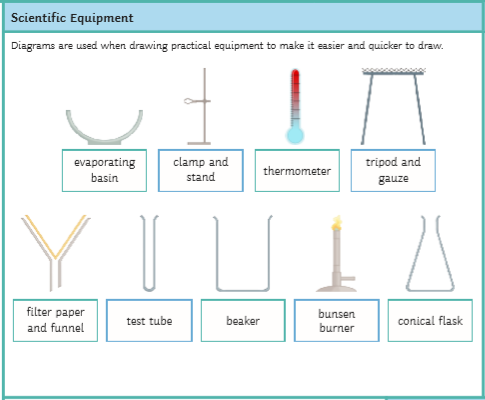 Scientific Equipment
Diagrams are used when drawing practical equipment to make it easier and quicker to draw.
evaporating
basin
clamp and
stand
thermometer
tripod and
gauze
filter paper
and funnel
test tube
beaker
bunsen
burner
conical flask